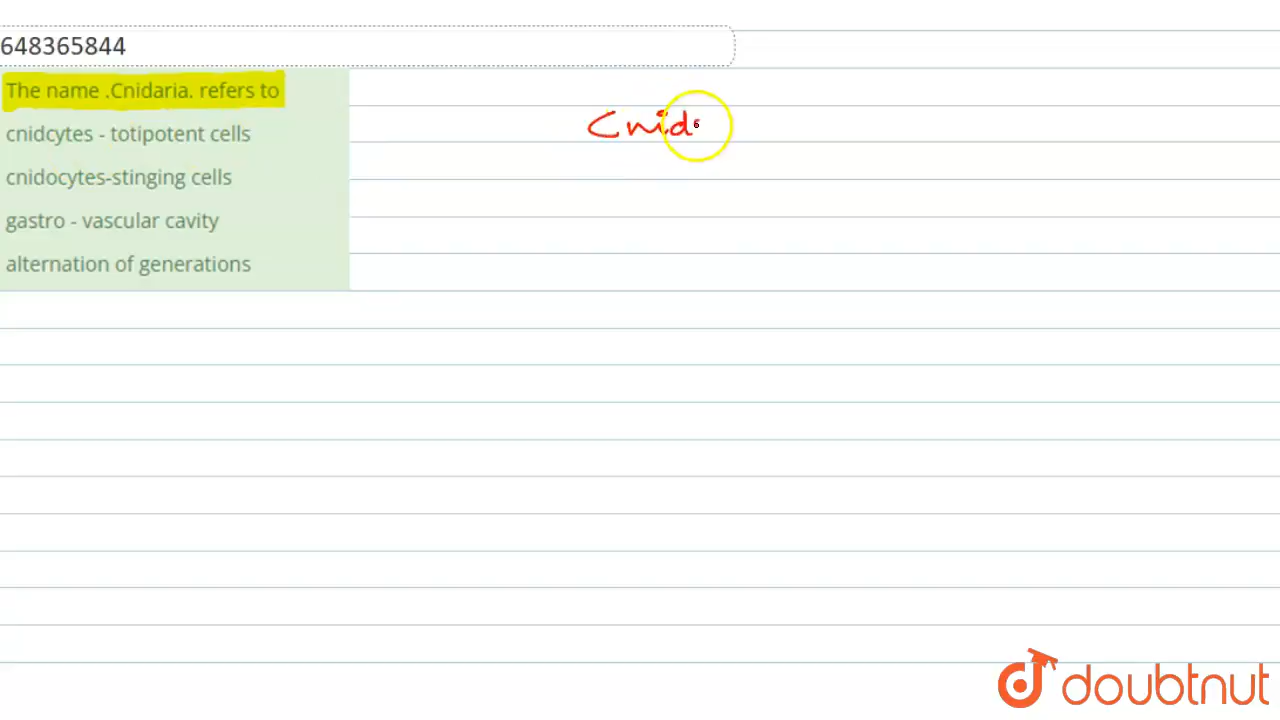 648365844
The name .Cnidaria. refers to
cnidcytes - totipotent cells
cnidocytes-stinging cells
gastro - vascular cavity
alternation of generations
Cnid
doubtnut